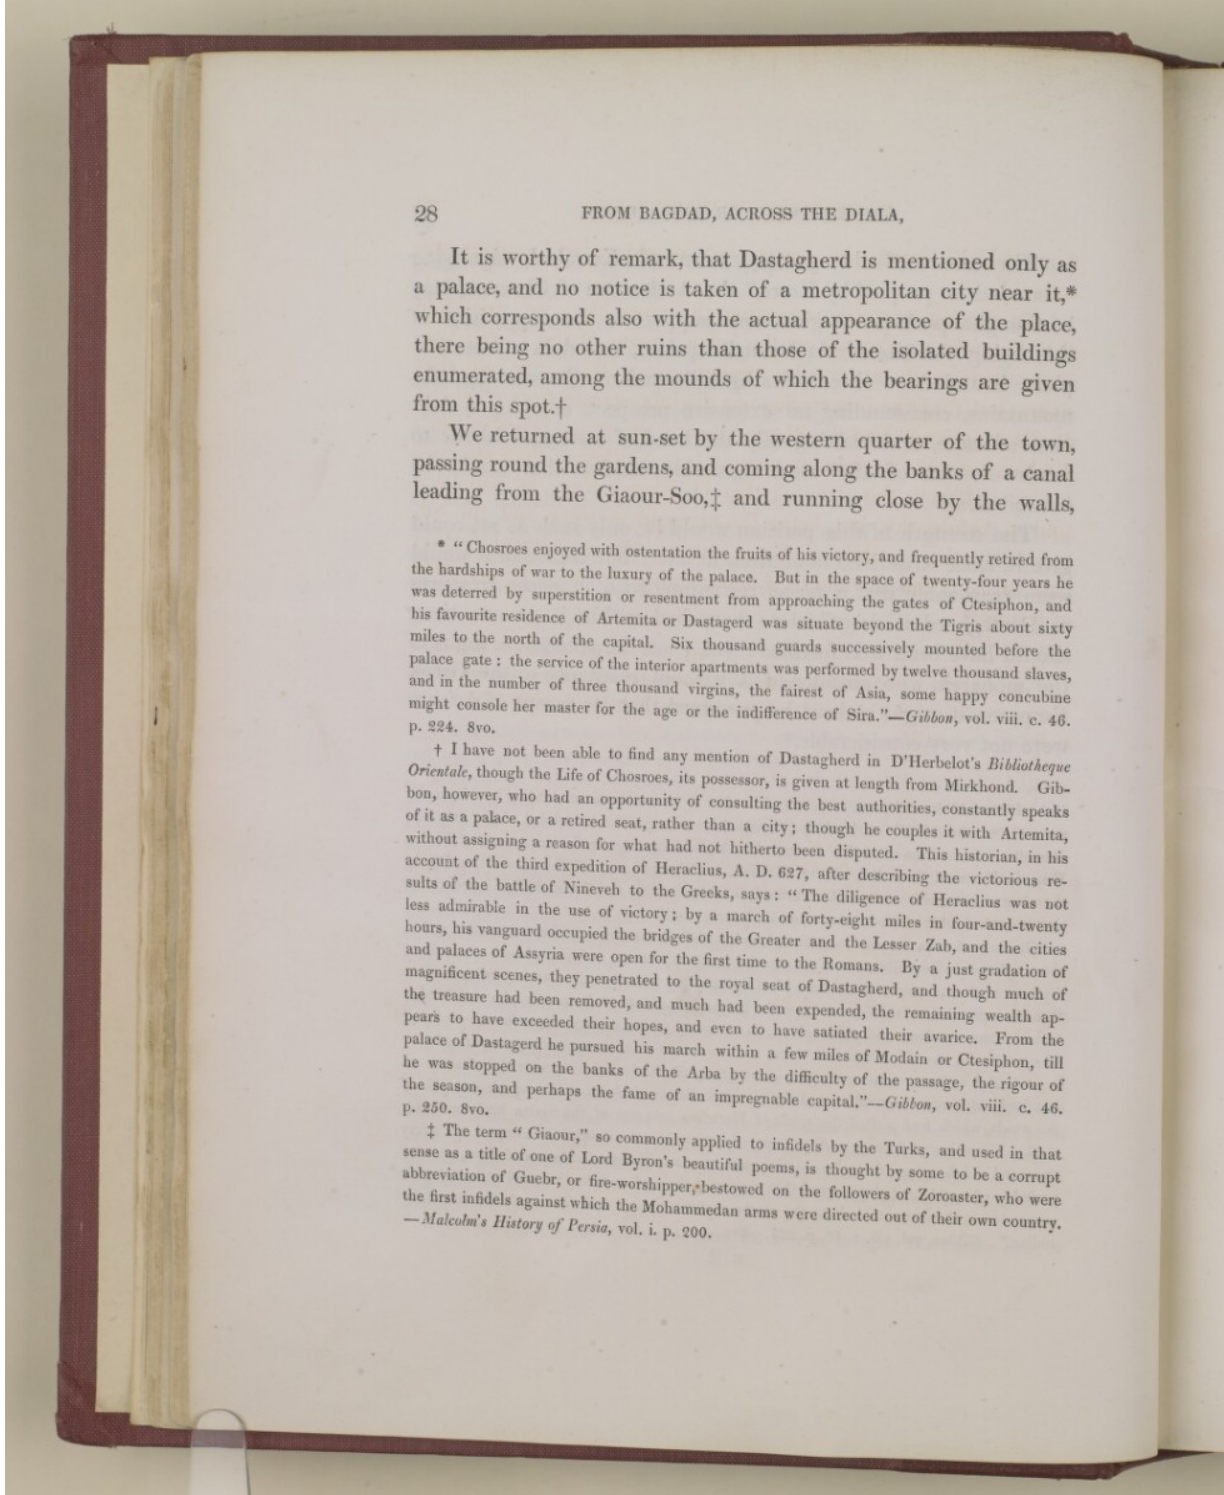 28 FROM BAGDAD, ACROSS THE DIALA,
It is worthy of remark, that Dastagherd is mentioned only as
a palace, and no notice is taken of a metropolitan city near it,*
which corresponds also with the actual appearance of the place,
there being no other ruins than those of the isolated buildings
enumerated, among the mounds of which the bearings are given
from this spot.†
We returned at sun-set by the western quarter of the town,
passing round the gardens, and coming along the banks of a canal
leading from the Giaour-Soo,‡ and running close by the walls,
* “Chosroes enjoyed with ostentation the fruits of his victory, and frequently retired from
the hardships of war to the luxury of the palace. But in the space of twenty-four years he
was deterred by superstition or resentment from approaching the gates of Ctesiphon, and
his favourite residence of Artemita or Dastagerd was situate beyond the Tigris about sixty
miles to the north of the capital. Six thousand guards successively mounted before the
palace gate: the service of the interior apartments was performed by twelve thousand slaves,
and in the number of three thousand virgins, the fairest of Asia, some happy concubine
might console her master for the age or the indifference of Sira.”—Gibbon, vol. viii. c. 46.
p. 224. 8vo.
† I have not been able to find any mention of Dastagherd in D'Herbelot's Bibliotheque
Orientale, though the Life of Chosroes, its possessor, is given at length from Mirkhond. Gib-
bon, however, who had an opportunity of consulting the best authorities, constantly speaks
of it as a palace, or a retired seat, rather than a city; though he couples it with Artemita,
without assigning a reason for what had not hitherto been disputed. This historian, in his
account of the third expedition of Heraclius, A. D. 627, after describing the victorious re-
sults of the battle of Nineveh to the Greeks, says: “The diligence of Heraclius was not
less admirable in the use of victory; by a march of forty-eight miles in four-and-twenty
hours, his vanguard occupied the bridges of the Greater and the Lesser Zab, and the cities
and palaces of Assyria were open for the first time to the Romans. By a just gradation of
magnificent scenes, they penetrated to the royal seat of Dastagherd, and though much of
the treasure had been removed, and much had been expended, the remaining wealth ap-
pears to have exceeded their hopes, and even to have satiated their avarice. From the
palace of Dastagerd he pursued his march within a few miles of Modain or Ctesiphon, till
he was stopped on the banks of the Arba by the difficulty of the passage, the rigour of
the season, and perhaps the fame of an impregnable capital.”—Gibbon, vol. viii. c. 46.
p. 250. 8vo.
‡ The term “Giaour,” so commonly applied to infidels by the Turks, and used in that
sense as a title of one of Lord Byron's beautiful poems, is thought by some to be a corrupt
abbreviation of Guebr, or fire-worshipper, bestowed on the followers of Zoroaster, who were
the first infidels against which the Mohammedan arms were directed out of their own country.
—Malcolm's History of Persia, vol. i. p. 200.